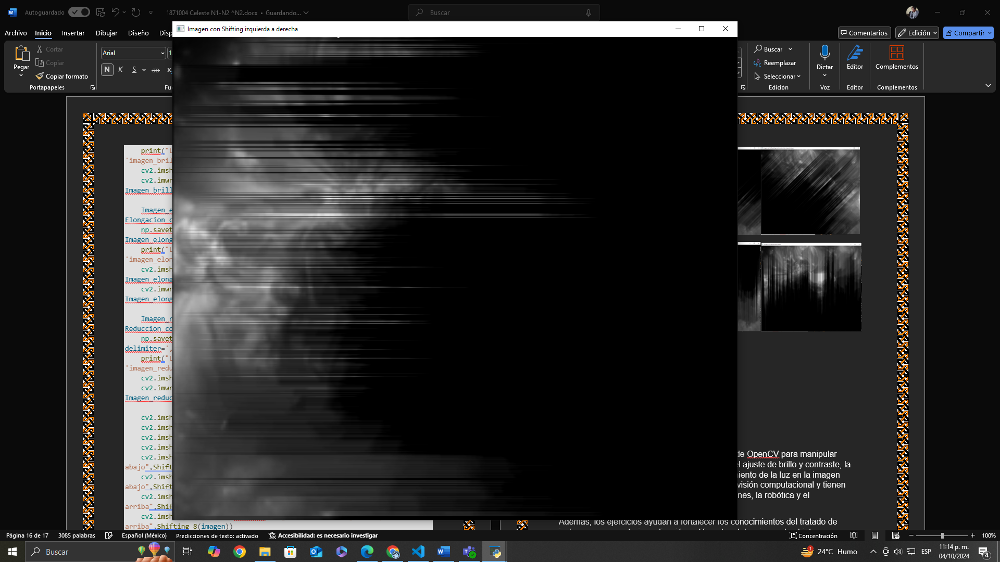 Autoguardado
1871004 Celeste N1-N2 ^N2.docx • Guardando...
Buscar
Archivo Inicio Insertar Dibujar Diseño Disp
Comentarios Edición Compartir
Imagen con Shifting izquierda a derecha
Pegar
Cortar
Copiar
Copiar formato
Portapapeles
Arial
N K S ab
Fu
Buscar
Reemplazar
Seleccionar
Edición
Dictar
Voz
Editor
Editor
Complementos
Complementos
print("L
'imagen_bril
cv2.imsh
cv2.imwr
Imagen_brill
Imagen_e
Elongacion_c
np.savet
Imagen_elong
print("L
'imagen_elon
cv2.imsh
Imagen_elong
cv2.imwr
Imagen_elong
Imagen_r
Reduccion_co
np.savet
delimiter=',
print("L
'imagen_redu
cv2.imsh
cv2.imwr
Imagen_reduc
cv2.imsh
cv2.imsh
cv2.imsh
cv2.imsh
cv2.imsh
abajo",Shift
cv2.imsh
abajo",Shift
cv2.imsh
arriba",Shif
cv2.imsh
arriba",Shifting_8(imagen))
de OpenCV para manipular
el ajuste de brillo y contraste, la
miento de la luz en la imagen
visión computacional y tienen
nes, la robótica y el
Además, los ejercicios ayudan a fortalecer los conocimientos del tratado de
Página 16 de 17 3085 palabras Español (México) Predicciones de texto: activado Accesibilidad: es necesario investigar
Concentración 100%
Buscar
24°C Humo
ESP
11:14 p. m.
04/10/2024
4